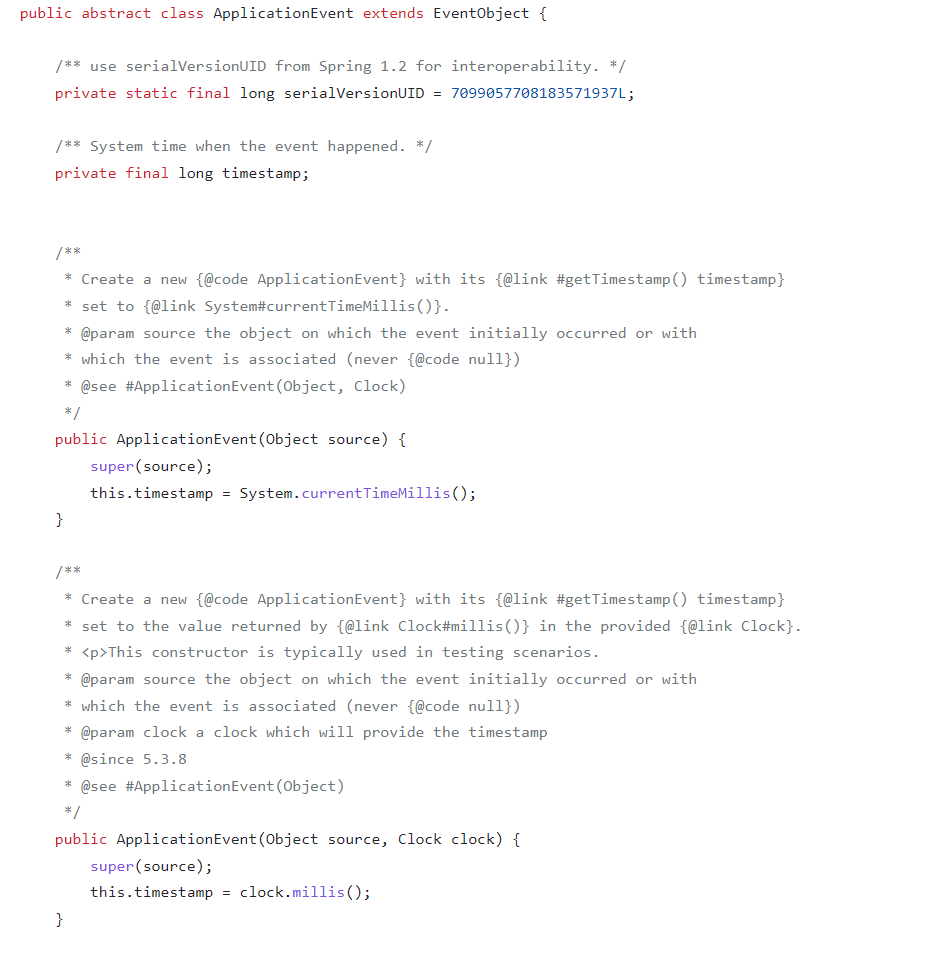 public abstract class ApplicationEvent extends EventObject {
/** use serialVersionUID from Spring 1.2 for interoperability. */
private static final long serialVersionUID = 7099057708183571937L;
/** System time when the event happened. */
private final long timestamp;
/**
* Create a new {@code ApplicationEvent} with its {@link #getTimestamp() timestamp}
* set to {@link System#currentTimeMillis()}.
* @param source the object on which the event initially occurred or with
* which the event is associated (never {@code null})
* @see #ApplicationEvent(Object, Clock)
*/
public ApplicationEvent(Object source) {
super(source);
this.timestamp = System.currentTimeMillis();
}
/**
* Create a new {@code ApplicationEvent} with its {@link #getTimestamp() timestamp}
* set to the value returned by {@link Clock#millis()} in the provided {@link Clock}.
* <p>This constructor is typically used in testing scenarios.
* @param source the object on which the event initially occurred or with
* which the event is associated (never {@code null})
* @param clock a clock which will provide the timestamp
* @since 5.3.8
* @see #ApplicationEvent(Object)
*/
public ApplicationEvent(Object source, Clock clock) {
super(source);
this.timestamp = clock.millis();
}